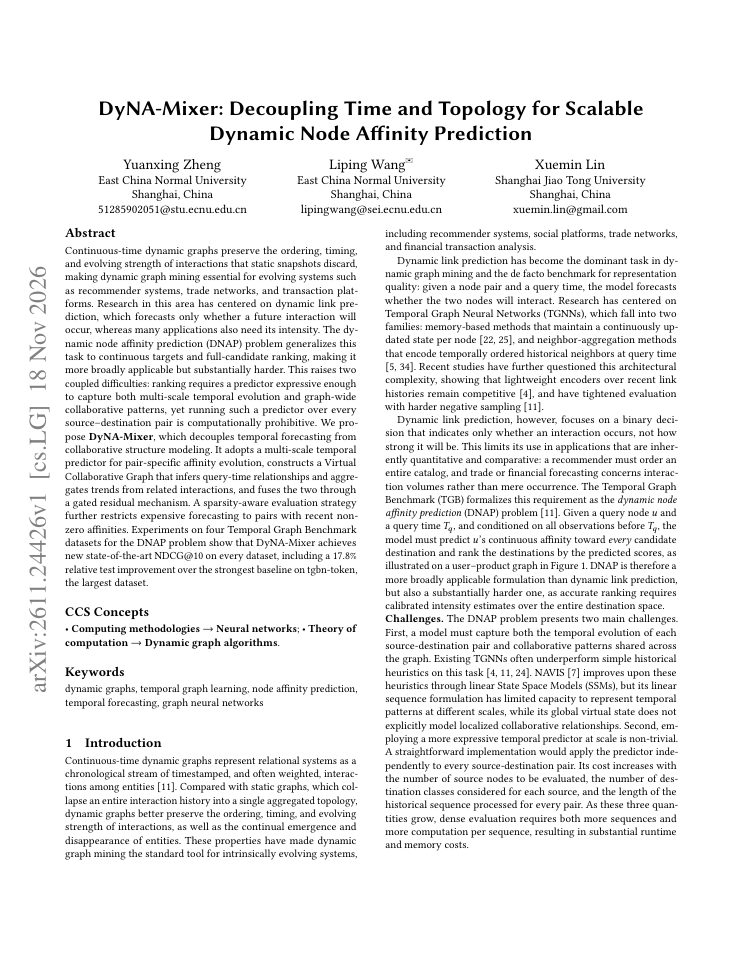 DyNA-Mixer: Decoupling Time and Topology for Scalable
Dynamic Node Affinity Prediction
Yuanxing Zheng
East China Normal University
Shanghai, China
51285902051@stu.ecnu.edu.cn
Liping Wang✉
East China Normal University
Shanghai, China
lipingwang@sei.ecnu.edu.cn
Xuemin Lin
Shanghai Jiao Tong University
Shanghai, China
xuemin.lin@gmail.com
arXiv:2611.24426v1 [cs.LG] 18 Nov 2026
Abstract
Continuous-time dynamic graphs preserve the ordering, timing,
and evolving strength of interactions that static snapshots discard,
making dynamic graph mining essential for evolving systems such
as recommender systems, trade networks, and transaction plat-
forms. Research in this area has centered on dynamic link pre-
diction, which forecasts only whether a future interaction will
occur, whereas many applications also need its intensity. The dy-
namic node affinity prediction (DNAP) problem generalizes this
task to continuous targets and full-candidate ranking, making it
more broadly applicable but substantially harder. This raises two
coupled difficulties: ranking requires a predictor expressive enough
to capture both multi-scale temporal evolution and graph-wide
collaborative patterns, yet running such a predictor over every
source–destination pair is computationally prohibitive. We pro-
pose DyNA-Mixer, which decouples temporal forecasting from
collaborative structure modeling. It adopts a multi-scale temporal
predictor for pair-specific affinity evolution, constructs a Virtual
Collaborative Graph that infers query-time relationships and aggre-
gates trends from related interactions, and fuses the two through
a gated residual mechanism. A sparsity-aware evaluation strategy
further restricts expensive forecasting to pairs with recent non-
zero affinities. Experiments on four Temporal Graph Benchmark
datasets for the DNAP problem show that DyNA-Mixer achieves
new state-of-the-art NDCG@10 on every dataset, including a 17.8%
relative test improvement over the strongest baseline on tgbn-token,
the largest dataset.
CCS Concepts
• Computing methodologies → Neural networks; • Theory of
computation → Dynamic graph algorithms.
Keywords
dynamic graphs, temporal graph learning, node affinity prediction,
temporal forecasting, graph neural networks
1 Introduction
Continuous-time dynamic graphs represent relational systems as a
chronological stream of timestamped, and often weighted, interac-
tions among entities [11]. Compared with static graphs, which col-
lapse an entire interaction history into a single aggregated topology,
dynamic graphs better preserve the ordering, timing, and evolving
strength of interactions, as well as the continual emergence and
disappearance of entities. These properties have made dynamic
graph mining the standard tool for intrinsically evolving systems,
including recommender systems, social platforms, trade networks,
and financial transaction analysis.
Dynamic link prediction has become the dominant task in dy-
namic graph mining and the de facto benchmark for representation
quality: given a node pair and a query time, the model forecasts
whether the two nodes will interact. Research has centered on
Temporal Graph Neural Networks (TGNNs), which fall into two
families: memory-based methods that maintain a continuously up-
dated state per node [22, 25], and neighbor-aggregation methods
that encode temporally ordered historical neighbors at query time
[5, 34]. Recent studies have further questioned this architectural
complexity, showing that lightweight encoders over recent link
histories remain competitive [4], and have tightened evaluation
with harder negative sampling [11].
Dynamic link prediction, however, focuses on a binary deci-
sion that indicates only whether an interaction occurs, not how
strong it will be. This limits its use in applications that are inher-
ently quantitative and comparative: a recommender must order an
entire catalog, and trade or financial forecasting concerns interac-
tion volumes rather than mere occurrence. The Temporal Graph
Benchmark (TGB) formalizes this requirement as the dynamic node
affinity prediction (DNAP) problem [11]. Given a query node u and
a query time Tq, and conditioned on all observations before Tq, the
model must predict u's continuous affinity toward every candidate
destination and rank the destinations by the predicted scores, as
illustrated on a user–product graph in Figure 1. DNAP is therefore a
more broadly applicable formulation than dynamic link prediction,
but also a substantially harder one, as accurate ranking requires
calibrated intensity estimates over the entire destination space.
Challenges. The DNAP problem presents two main challenges.
First, a model must capture both the temporal evolution of each
source-destination pair and collaborative patterns shared across
the graph. Existing TGNNs often underperform simple historical
heuristics on this task [4, 11, 24]. NAVIS [7] improves upon these
heuristics through linear State Space Models (SSMs), but its linear
sequence formulation has limited capacity to represent temporal
patterns at different scales, while its global virtual state does not
explicitly model localized collaborative relationships. Second, em-
ploying a more expressive temporal predictor at scale is non-trivial.
A straightforward implementation would apply the predictor inde-
pendently to every source-destination pair. Its cost increases with
the number of source nodes to be evaluated, the number of des-
tination classes considered for each source, and the length of the
historical sequence processed for every pair. As these three quan-
tities grow, dense evaluation requires both more sequences and
more computation per sequence, resulting in substantial runtime
and memory costs.